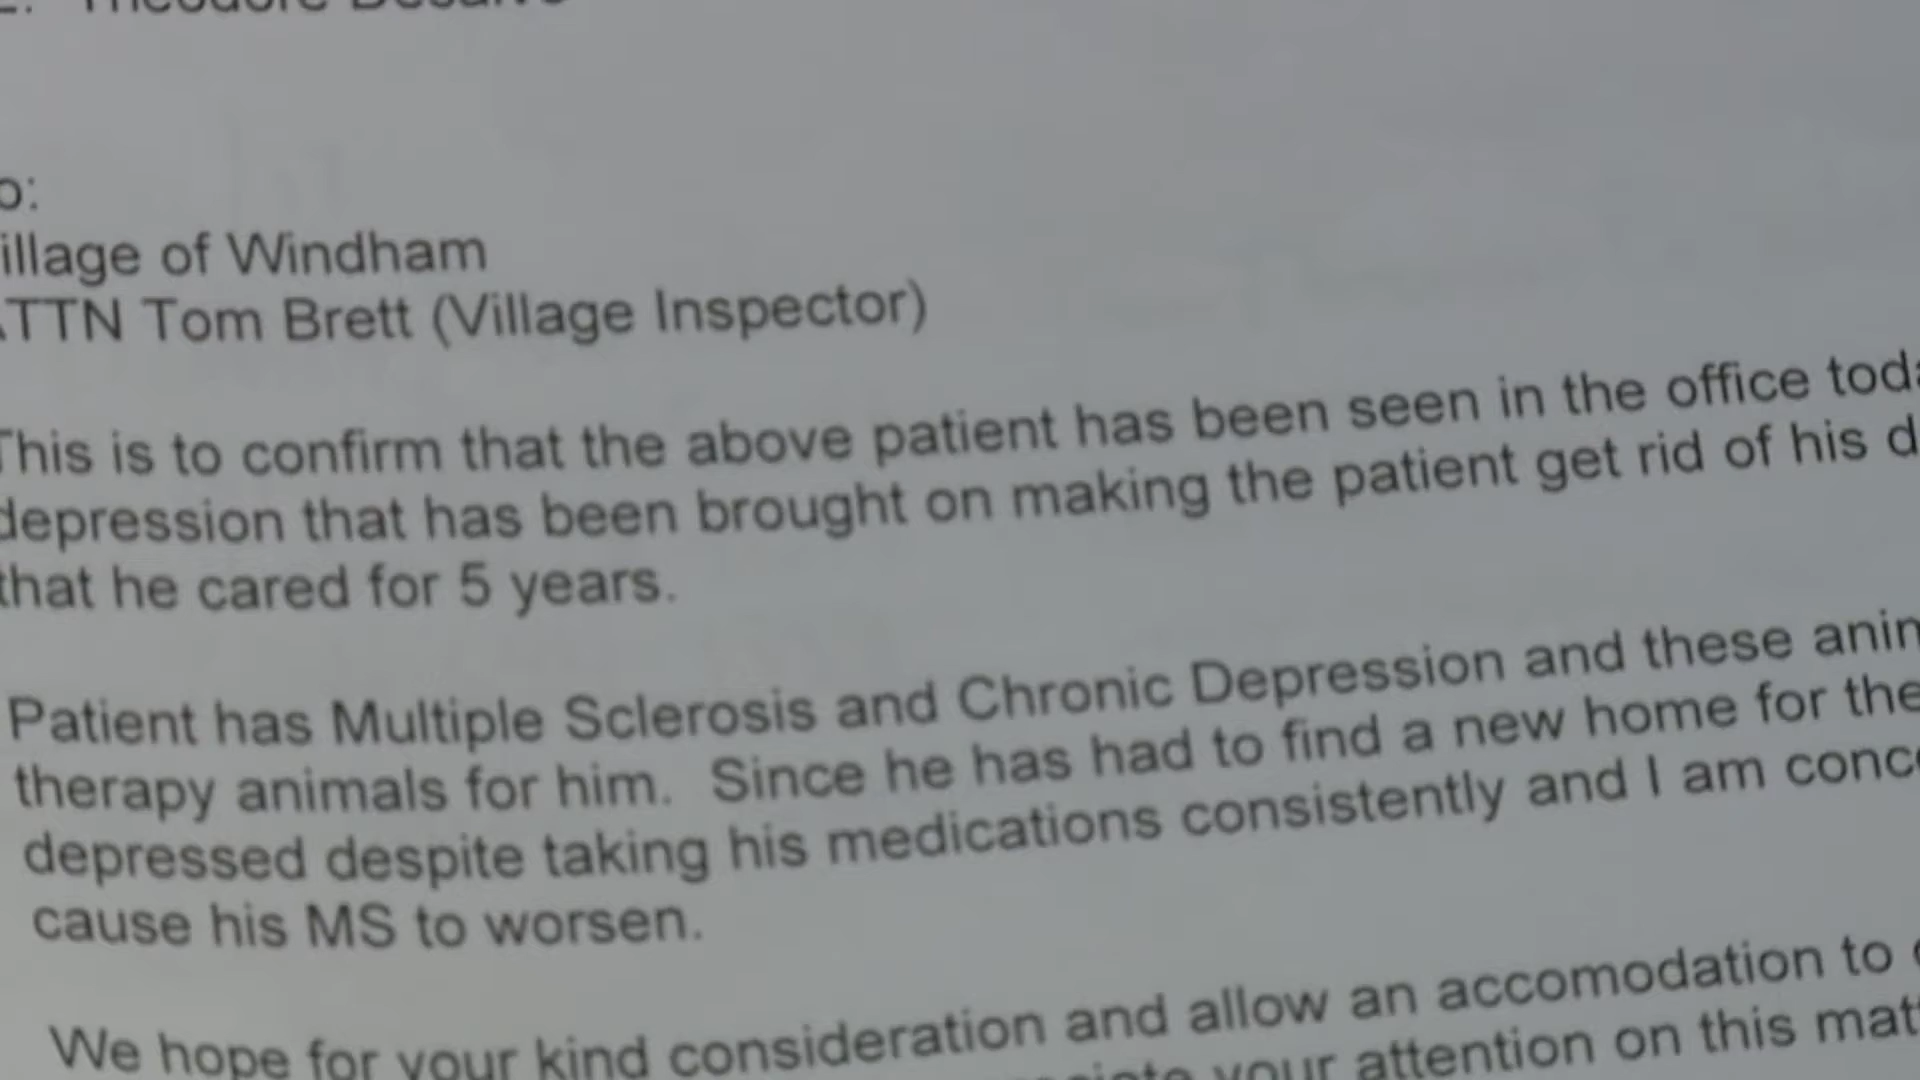 Theodore
o:
illage of Windham
TTN Tom Brett (Village Inspector)
This is to confirm that the above patient has been seen in the office tod
depression that has been brought on making the patient get rid of his d
that he cared for 5 years.
Patient has Multiple Sclerosis and Chronic Depression and these anim
therapy animals for him. Since he has had to find a new home for the
depressed despite taking his medications consistently and I am conc
cause his MS to worsen.
We hope for your kind consideration and allow an accomodation to
your attention on this mat